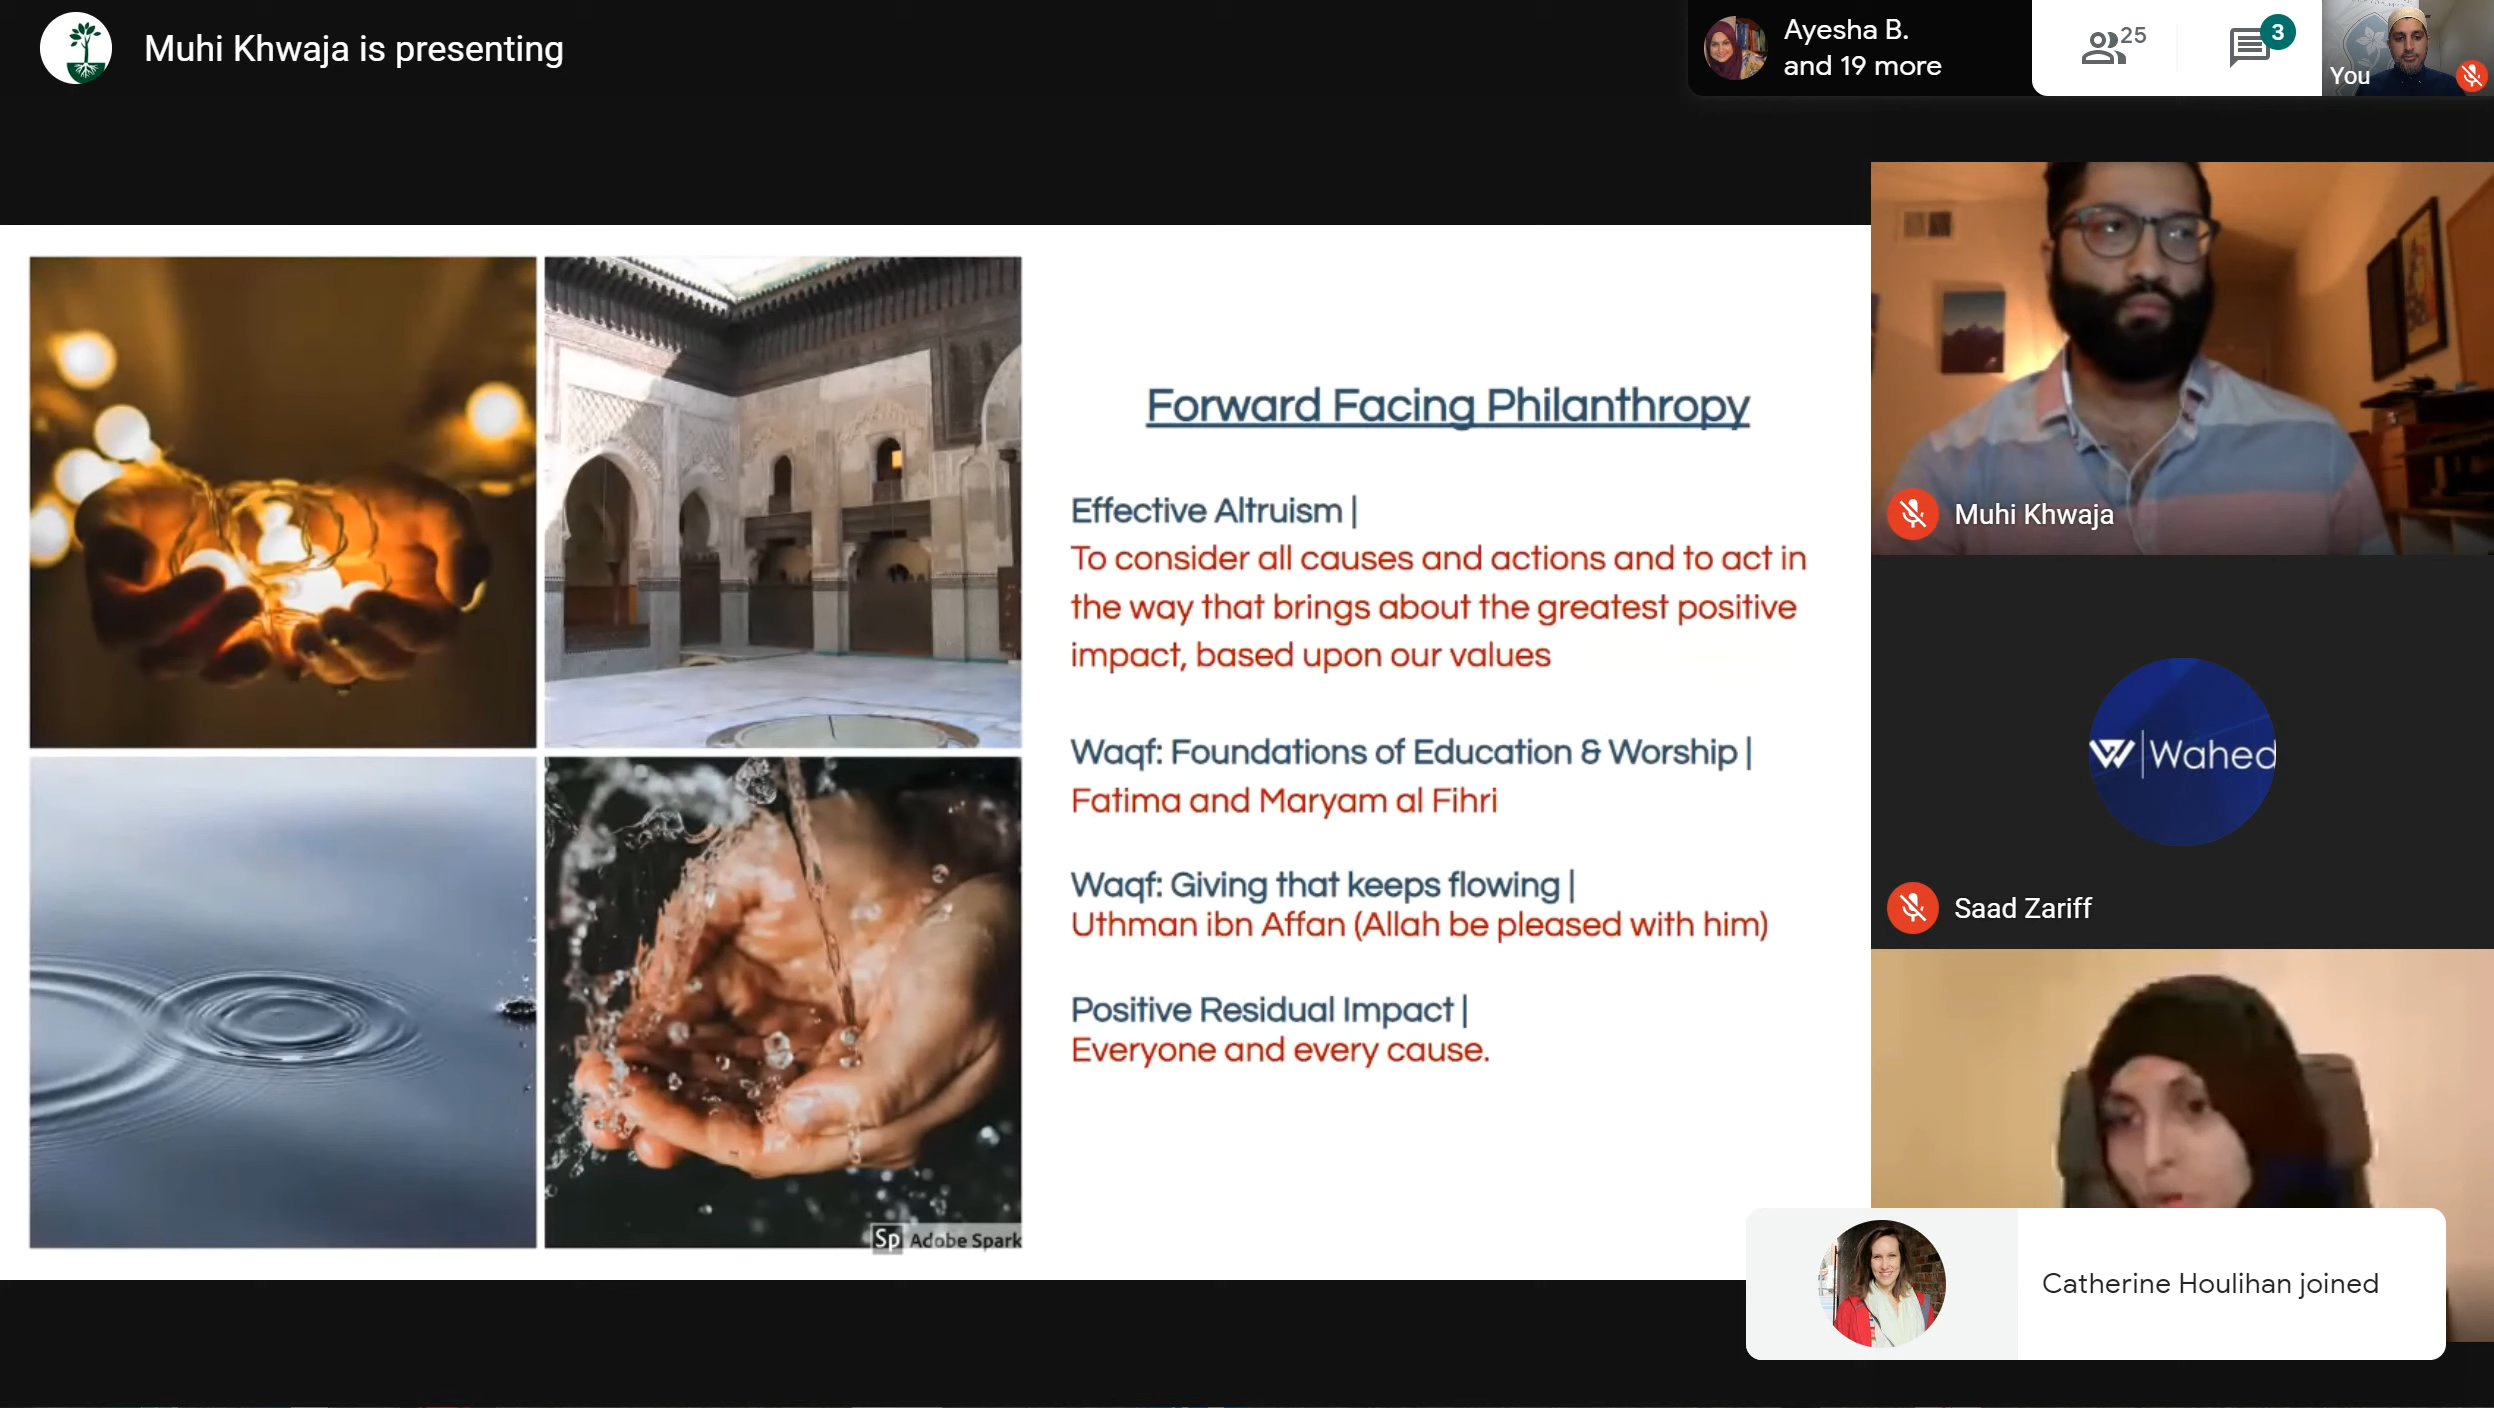 Muhi Khwaja is presenting
Ayesha B.
and 19 more
25
3
You
Forward Facing Philanthropy
Effective Altruism |
To consider all causes and actions and to act in
the way that brings about the greatest positive
impact, based upon our values
Waqf: Foundations of Education & Worship |
Fatima and Maryam al Fihri
Waqf: Giving that keeps flowing |
Uthman ibn Affan (Allah be pleased with him)
Positive Residual Impact |
Everyone and every cause.
Sp Adobe Spark
Muhi Khwaja
W | Wahed
Saad Zariff
Catherine Houlihan joined